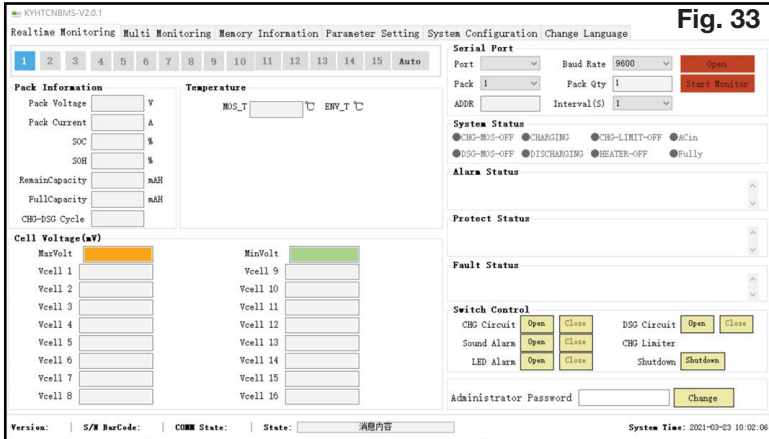 KYHTCNBMS-V2.0.1
Fig. 33
Realtime Monitoring Multi Monitoring Memory Information Parameter Setting System Configuration Change Language
1 2 3 4 5 6 7 8 9 10 11 12 13 14 15 Auto
Pack Information
Pack Voltage V
Pack Current A
SOC %
SOH %
RemainCapacity mAH
FullCapacity mAH
CHG-DSG Cycle
Temperature
MOS_T ℃ ENV_T ℃
Cell Voltage(mV)
MaxVolt MinVolt
Vcell 1 Vcell 9
Vcell 2 Vcell 10
Vcell 3 Vcell 11
Vcell 4 Vcell 12
Vcell 5 Vcell 13
Vcell 6 Vcell 14
Vcell 7 Vcell 15
Vcell 8 Vcell 16
Serial Port
Port Baud Rate 9600 Open
Pack 1 Pack Qty 1 Start Monitor
ADDR Interval(S) 1
System Status
CHG-MOS-OFF CHARGING CHG-LIMIT-OFF ACin
DSG-MOS-OFF DISCHARGING HEATER-OFF Fully
Alarm Status
Protect Status
Fault Status
Switch Control
CHG Circuit Open Close DSG Circuit Open Close
Sound Alarm Open Close CHG Limiter
LED Alarm Open Close Shutdown Shutdown
Administrator Password Change
Version: S/N BarCode: COMM State: State: 消息内容 System Time: 2021-03-23 10:02:06